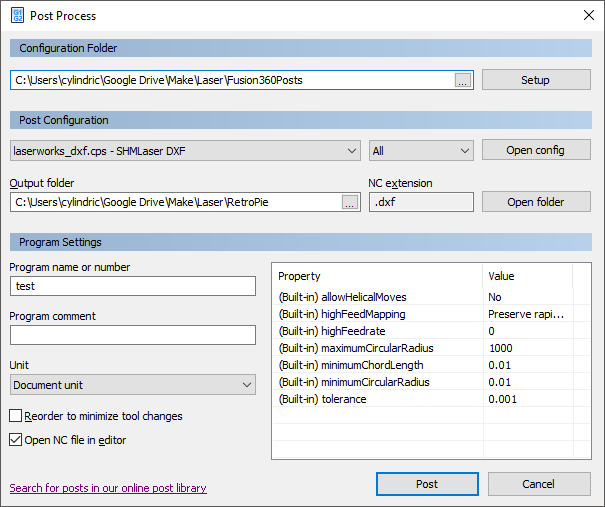 G1
G2
Post Process
Configuration Folder
C:\Users\cylindric\Google Drive\Make\Laser\Fusion360Posts
...
Setup
Post Configuration
laserworks_dxf.cps - SHMLaser DXF
All
Open config
Output folder
NC extension
C:\Users\cylindric\Google Drive\Make\Laser\RetroPie
...
.dxf
Open folder
Program Settings
Program name or number
test
Program comment
Unit
Document unit
Reorder to minimize tool changes
Open NC file in editor
Property Value
(Built-in) allowHelicalMoves No
(Built-in) highFeedMapping Preserve rapi...
(Built-in) highFeedrate 0
(Built-in) maximumCircularRadius 1000
(Built-in) minimumChordLength 0.01
(Built-in) minimumCircularRadius 0.01
(Built-in) tolerance 0.001
Search for posts in our online post library
Post
Cancel